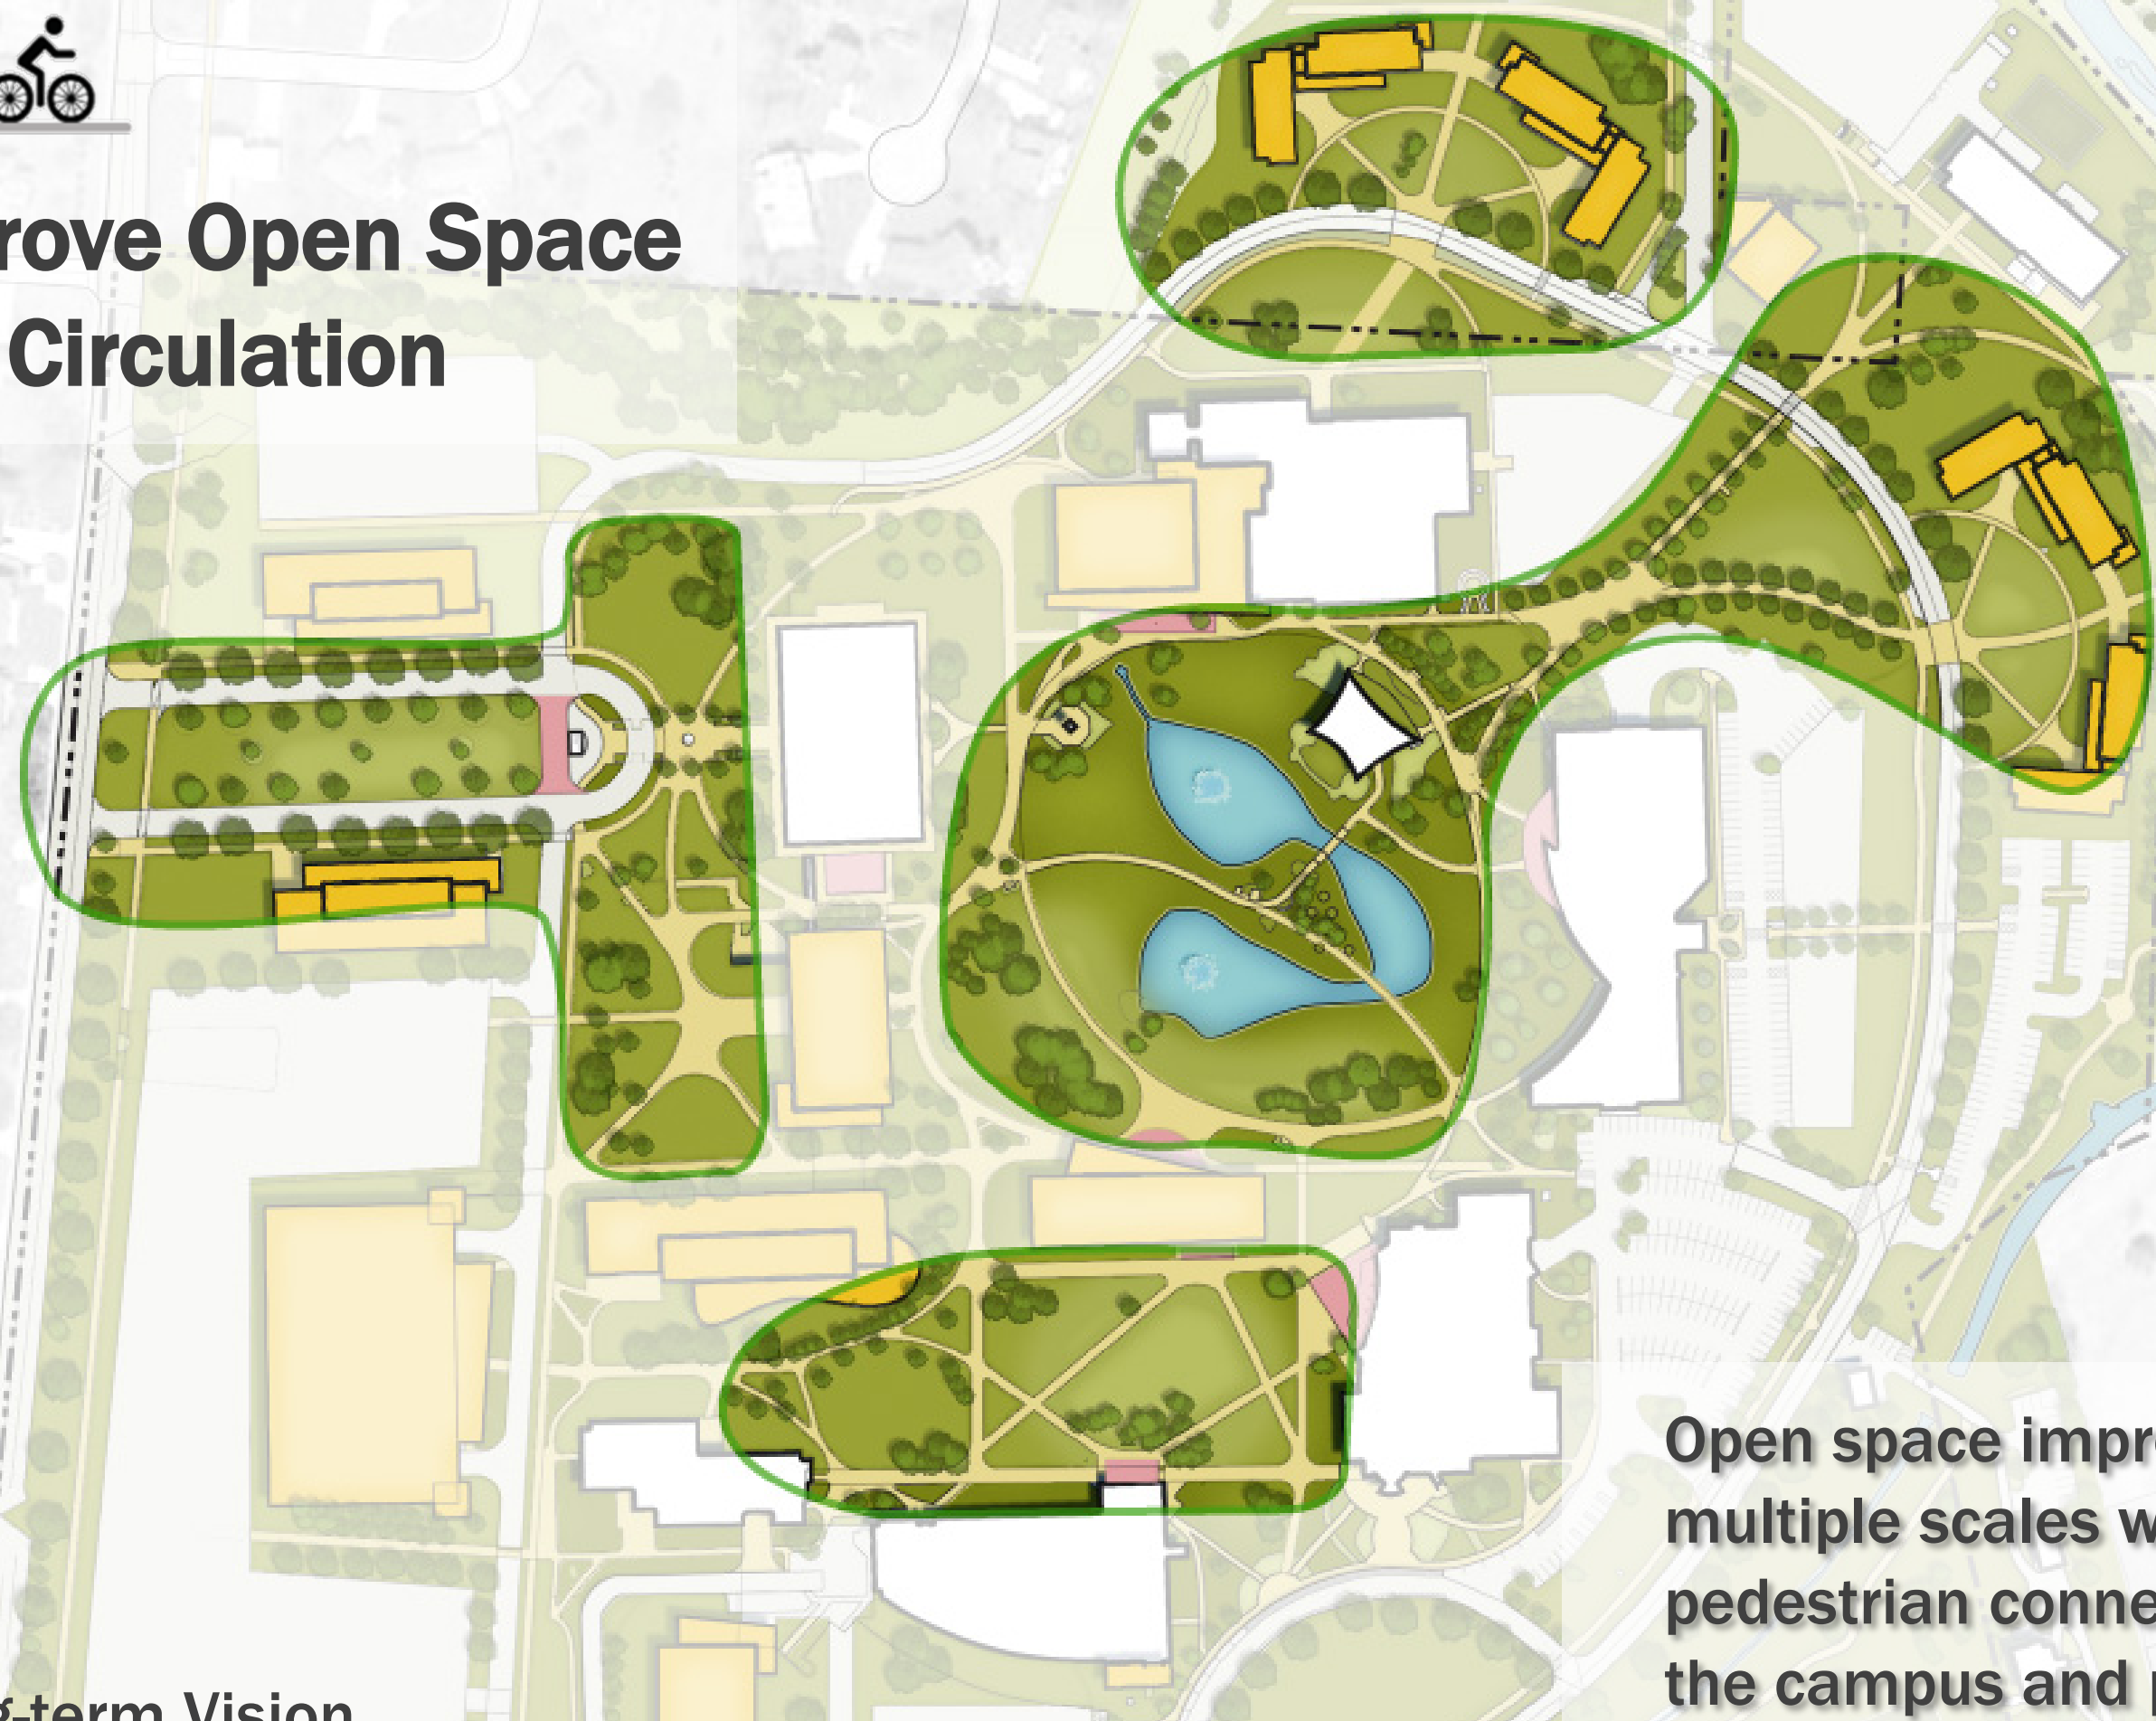 rove Open Space
Circulation
Open space impr
multiple scales w
pedestrian conne
the campus and
g-term Vision